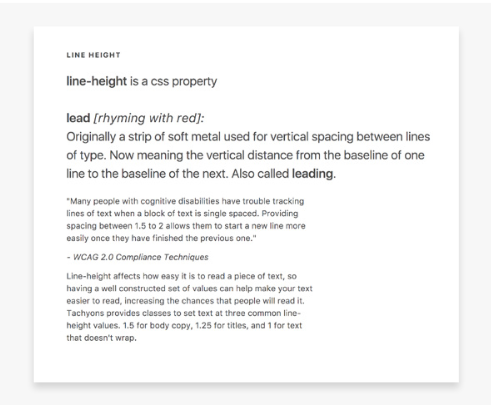 LINE HEIGHT
line-height is a css property
lead [rhyming with red]:
Originally a strip of soft metal used for vertical spacing between lines
of type. Now meaning the vertical distance from the baseline of one
line to the baseline of the next. Also called leading.
"Many people with cognitive disabilities have trouble tracking
lines of text when a block of text is single spaced. Providing
spacing between 1.5 to 2 allows them to start a new line more
easily once they have finished the previous one."
- WCAG 2.0 Compliance Techniques
Line-height affects how easy it is to read a piece of text, so
having a well constructed set of values can help make your text
easier to read, increasing the chances that people will read it.
Tachyons provides classes to set text at three common line-
height values. 1.5 for body copy, 1.25 for titles, and 1 for text
that doesn't wrap.